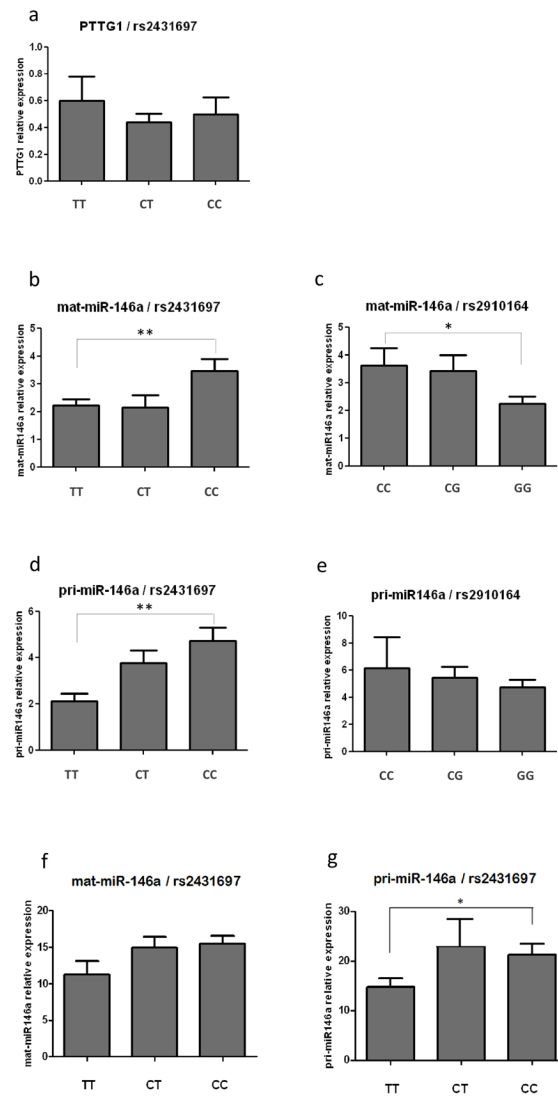 a
PTTG1 / rs2431697
PTTG1 relative expression
1.0
0.8
0.6
0.4
0.2
0.0
TT CT CC
b
mat-miR-146a / rs2431697
mat-miR146a relative expression
5
4
3
2
1
0
**
TT CT CC
c
mat-miR-146a / rs2910164
mat-miR146a relative expression
5
4
3
2
1
0
*
CC CG GG
d
pri-miR-146a / rs2431697
pri-miR146a relative expression
6
4
2
0
**
TT CT CC
e
pri-miR146a / rs2910164
pri-miR146a relative expression
10
8
6
4
2
0
CC CG GG
f
mat-miR-146a / rs2431697
mat-miR146a relative expression
20
15
10
5
0
TT CT CC
g
pri-miR-146a / rs2431697
pri-miR146a relative expression
30
20
10
0
*
TT CT CC